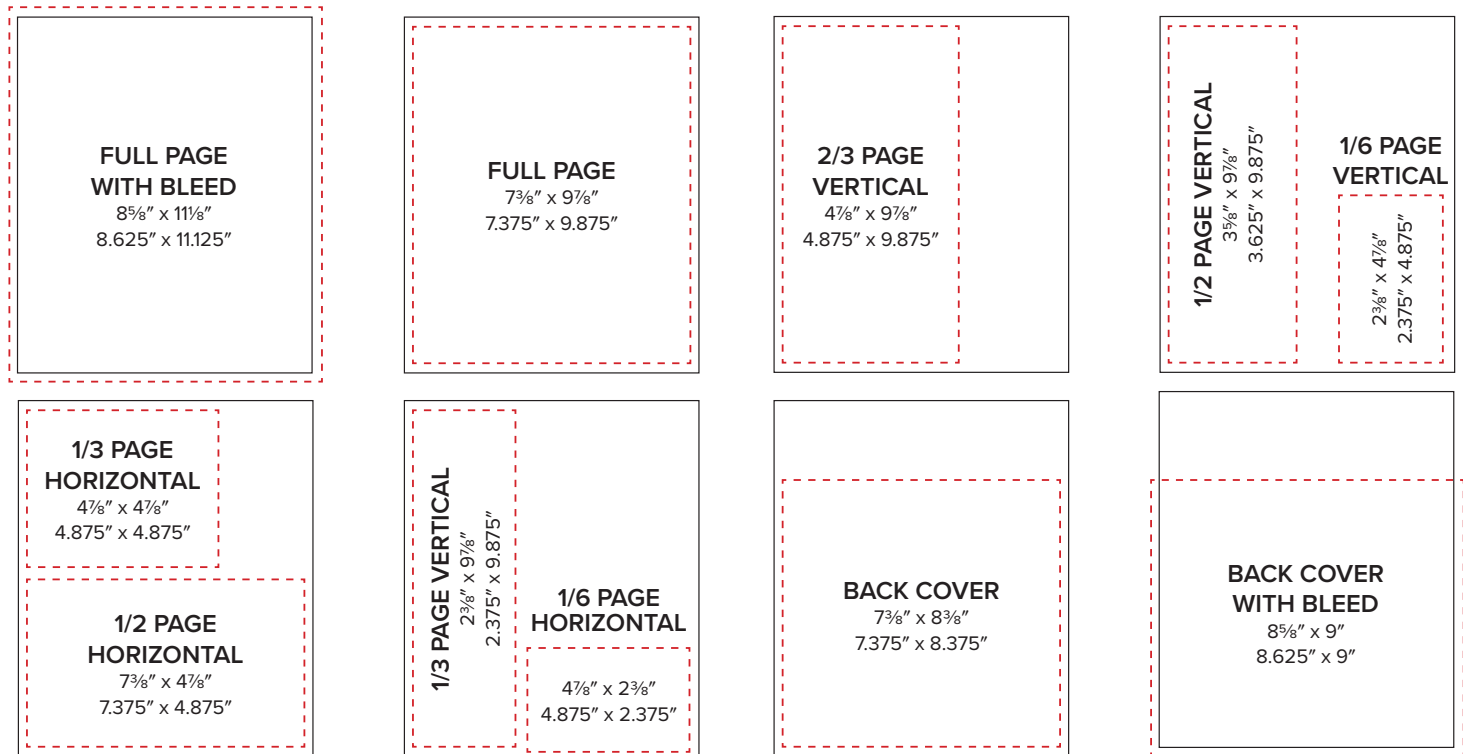 FULL PAGE
WITH BLEED
8⅝″ x 11⅛″
8.625″ x 11.125″
FULL PAGE
7⅜″ x 9⅞″
7.375″ x 9.875″
2/3 PAGE
VERTICAL
4⅞″ x 9⅞″
4.875″ x 9.875″
1/2 PAGE VERTICAL
3⅝″ x 9⅞″
3.625″ x 9.875″
1/6 PAGE
VERTICAL
2⅜″ x 4⅞″
2.375″ x 4.875″
1/3 PAGE
HORIZONTAL
4⅞″ x 4⅞″
4.875″ x 4.875″
1/2 PAGE
HORIZONTAL
7⅜″ x 4⅞″
7.375″ x 4.875″
1/3 PAGE VERTICAL
2⅜″ x 9⅞″
2.375″ x 9.875″
1/6 PAGE
HORIZONTAL
4⅞″ x 2⅜″
4.875″ x 2.375″
BACK COVER
7⅜″ x 8⅜″
7.375″ x 8.375″
BACK COVER
WITH BLEED
8⅝″ x 9″
8.625″ x 9″